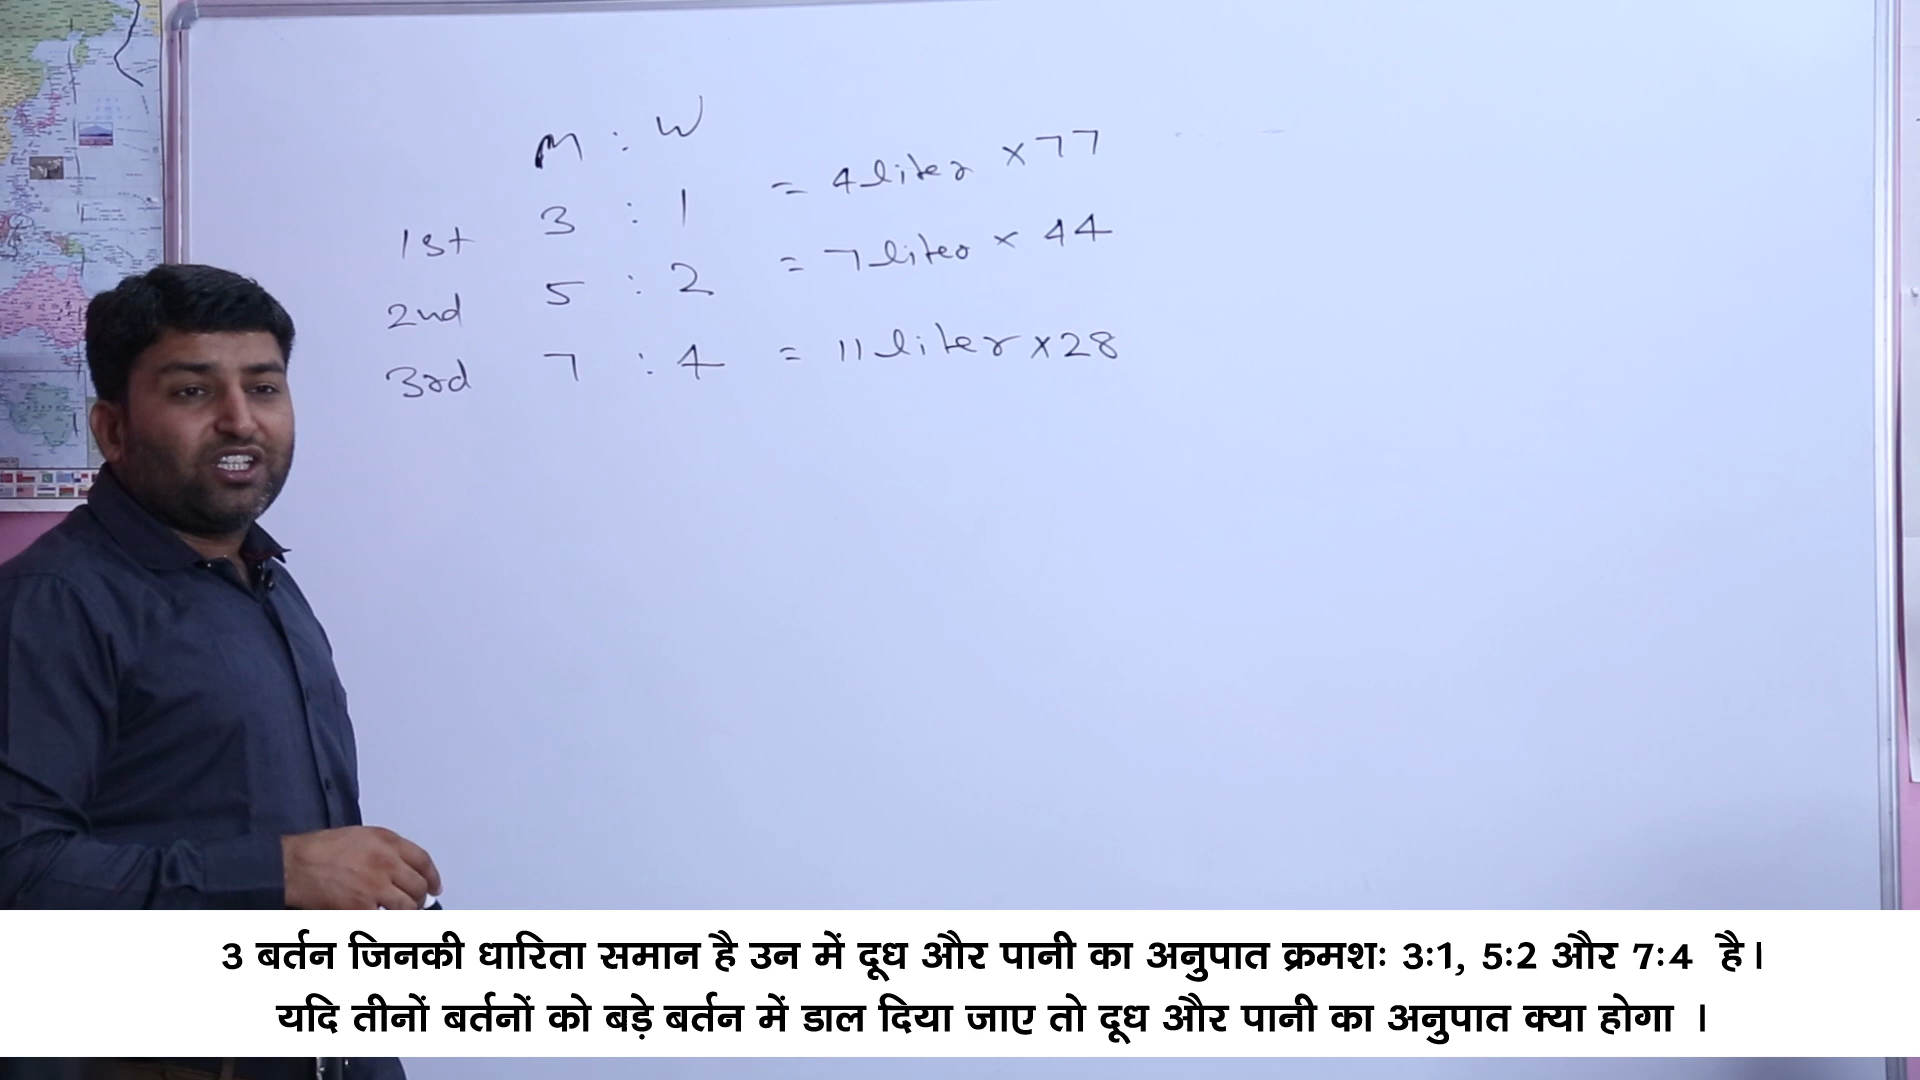 M : W
1st 3 : 1 = 4 liter × 77
2nd 5 : 2 = 7 liter × 44
3rd 7 : 4 = 11 liter × 28
3 बर्तन जिनकी धारिता समान है उन में दूध और पानी का अनुपात क्रमशः 3:1, 5:2 और 7:4 है।
यदि तीनों बर्तनों को बड़े बर्तन में डाल दिया जाए तो दूध और पानी का अनुपात क्या होगा ।